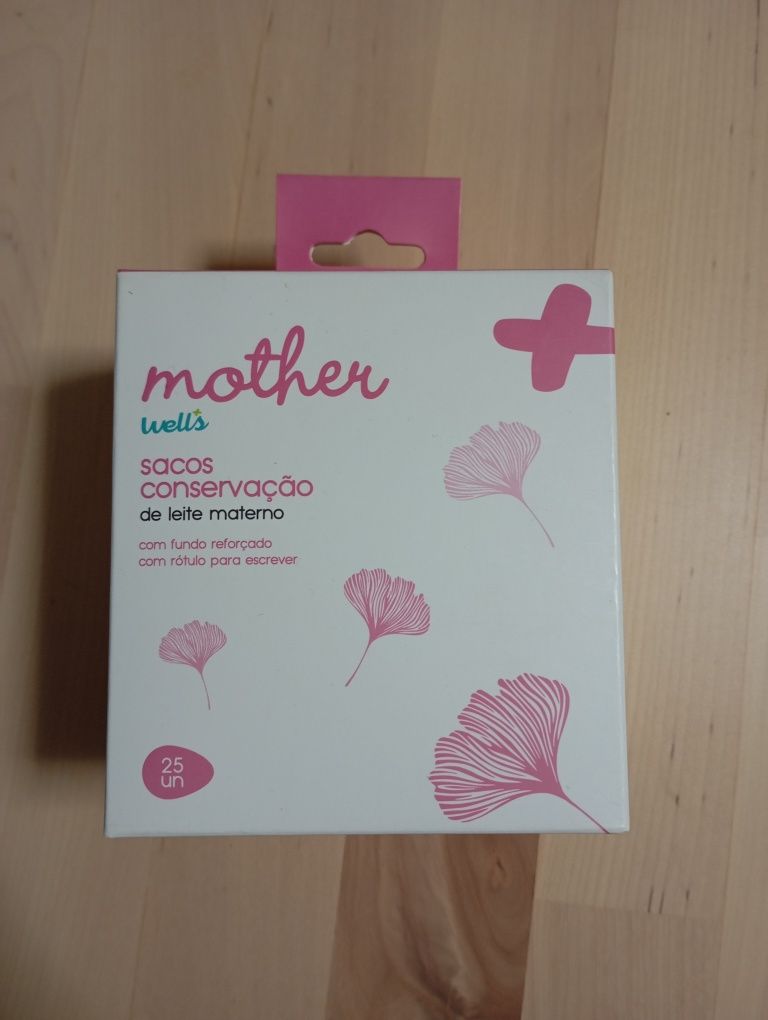 mother
well's
sacos
conservação
de leite materno
com fundo reforçado
com rótulo para escrever
25
un